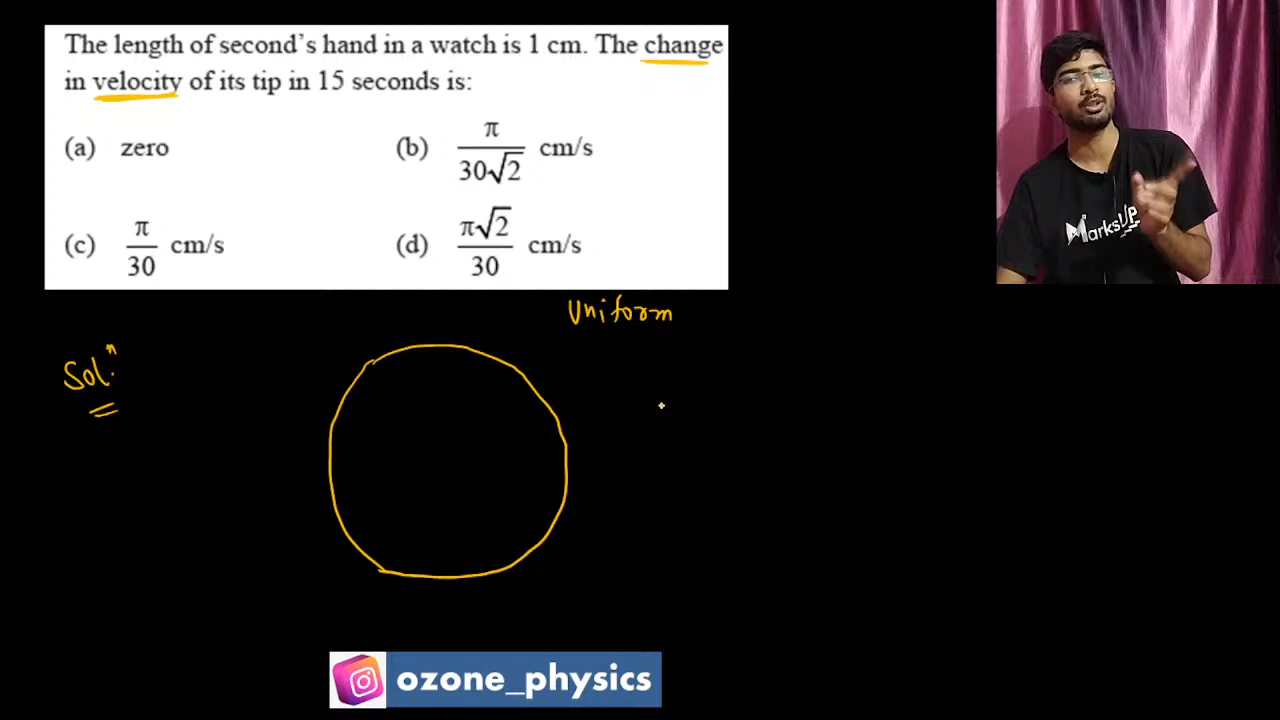 The length of second's hand in a watch is 1 cm. The change
in velocity of its tip in 15 seconds is:
(a) zero (b) π/30√2 cm/s
(c) π/30 cm/s (d) π√2/30 cm/s
Uniform
Solⁿ.
MarksUp
ozone_physics